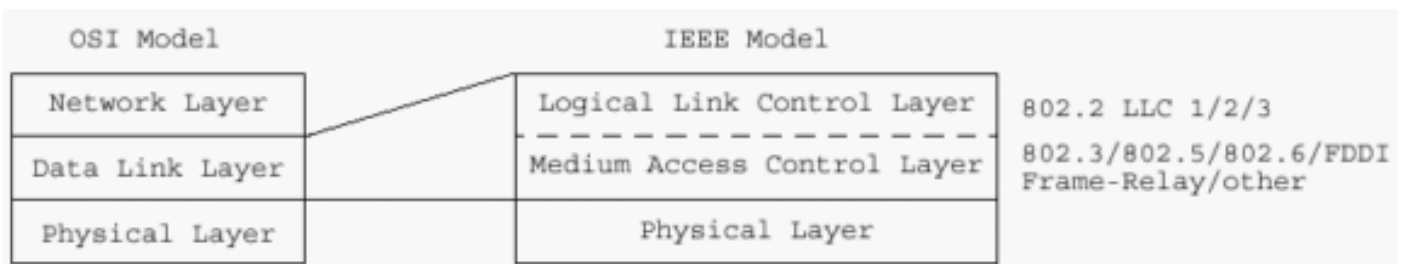 OSI Model
IEEE Model
Network Layer
Logical Link Control Layer
802.2 LLC 1/2/3
Data Link Layer
Medium Access Control Layer
802.3/802.5/802.6/FDDI
Frame-Relay/other
Physical Layer
Physical Layer